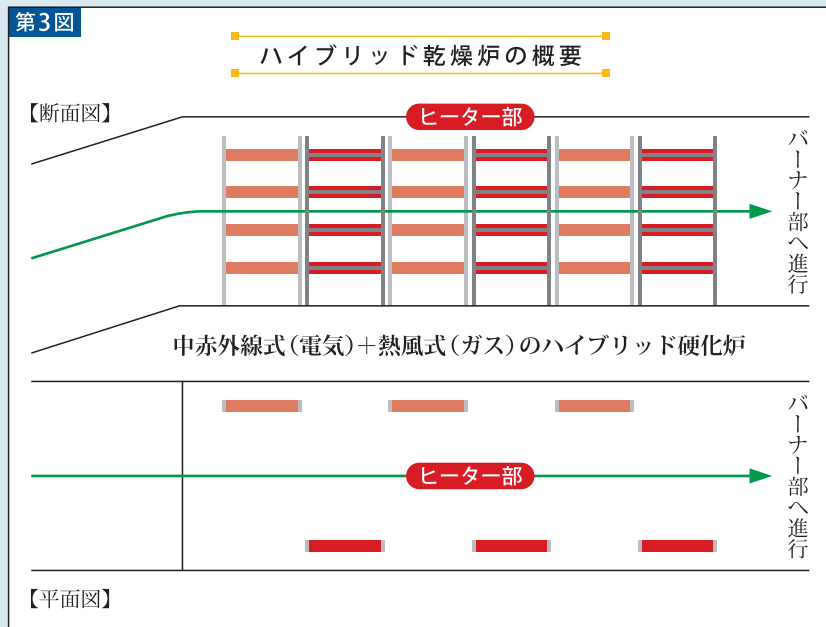 第3図
ハイブリッド乾燥炉の概要
【断面図】
ヒーター部
バーナー部へ進行
中赤外線式(電気)+熱風式(ガス)のハイブリッド硬化炉
ヒーター部
バーナー部へ進行
【平面図】